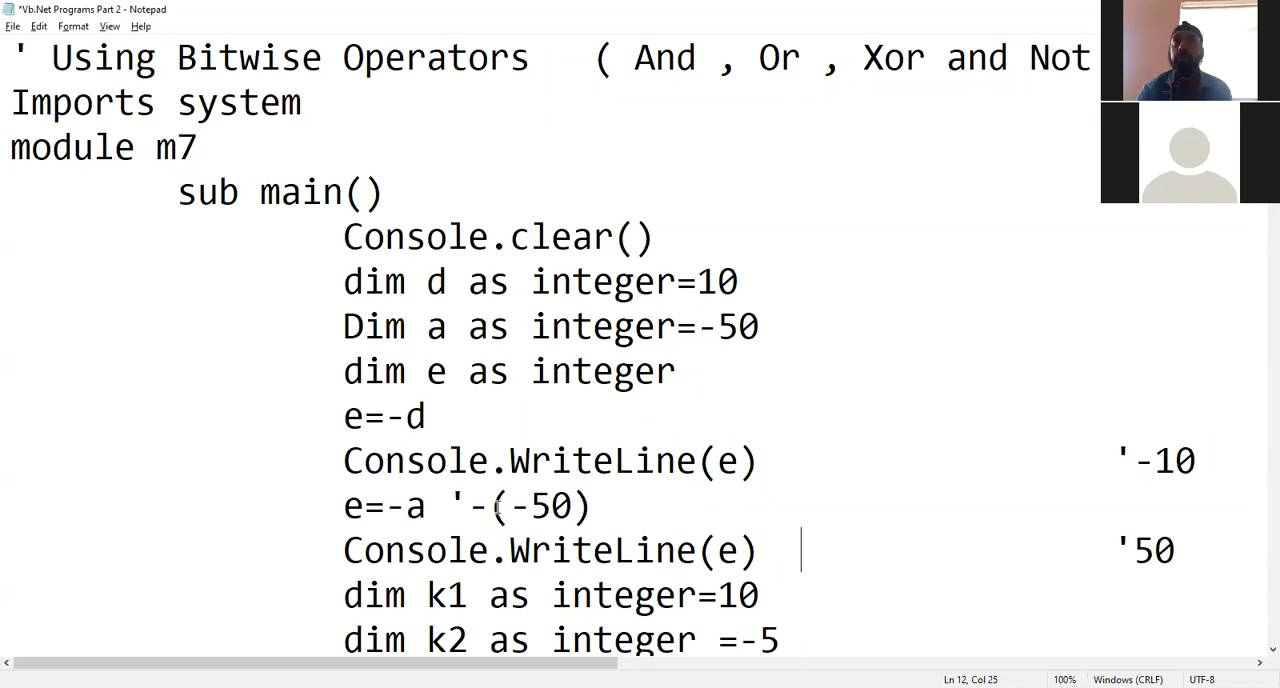 *Vb.Net Programs Part 2 - Notepad
File Edit Format View Help
' Using Bitwise Operators ( And , Or , Xor and Not
Imports system
module m7
sub main()
Console.clear()
dim d as integer=10
Dim a as integer=-50
dim e as integer
e=-d
Console.WriteLine(e) '-10
e=-a '-(-50)
Console.WriteLine(e) '50
dim k1 as integer=10
dim k2 as integer =-5
Ln 12, Col 25 100% Windows (CRLF) UTF-8